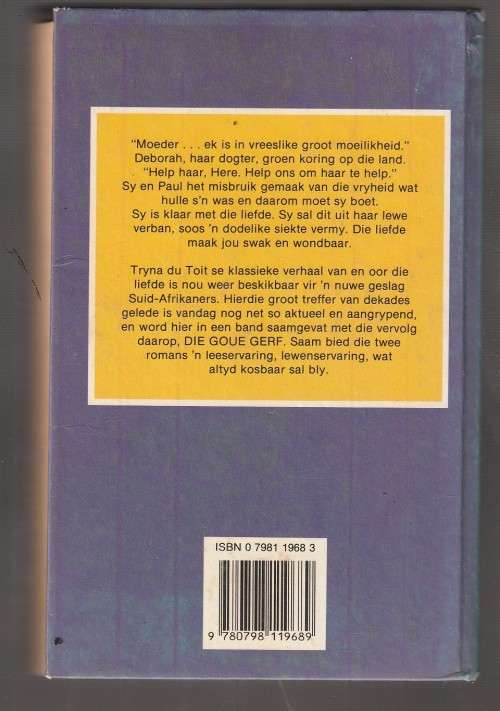 "Moeder . . . ek is in vreeslike groot moeilikheid."
Deborah, haar dogter, groen koring op die land.
"Help haar, Here. Help ons om haar te help."
Sy en Paul het misbruik gemaak van die vryheid wat
hulle s'n was en daarom moet sy boet.
Sy is klaar met die liefde. Sy sal dit uit haar lewe
verban, soos 'n dodelike siekte vermy. Die liefde
maak jou swak en wondbaar.
Tryna du Toit se klassieke verhaal van en oor die
liefde is nou weer beskikbaar vir 'n nuwe geslag
Suid-Afrikaners. Hierdie groot treffer van dekades
gelede is vandag nog net so aktueel en aangrypend,
en word hier in een band saamgevat met die vervolg
daarop, DIE GOUE GERF. Saam bied die twee
romans 'n leeservaring, lewenservaring, wat
altyd kosbaar sal bly.
ISBN 0 7981 1968 3
9 780798 119689